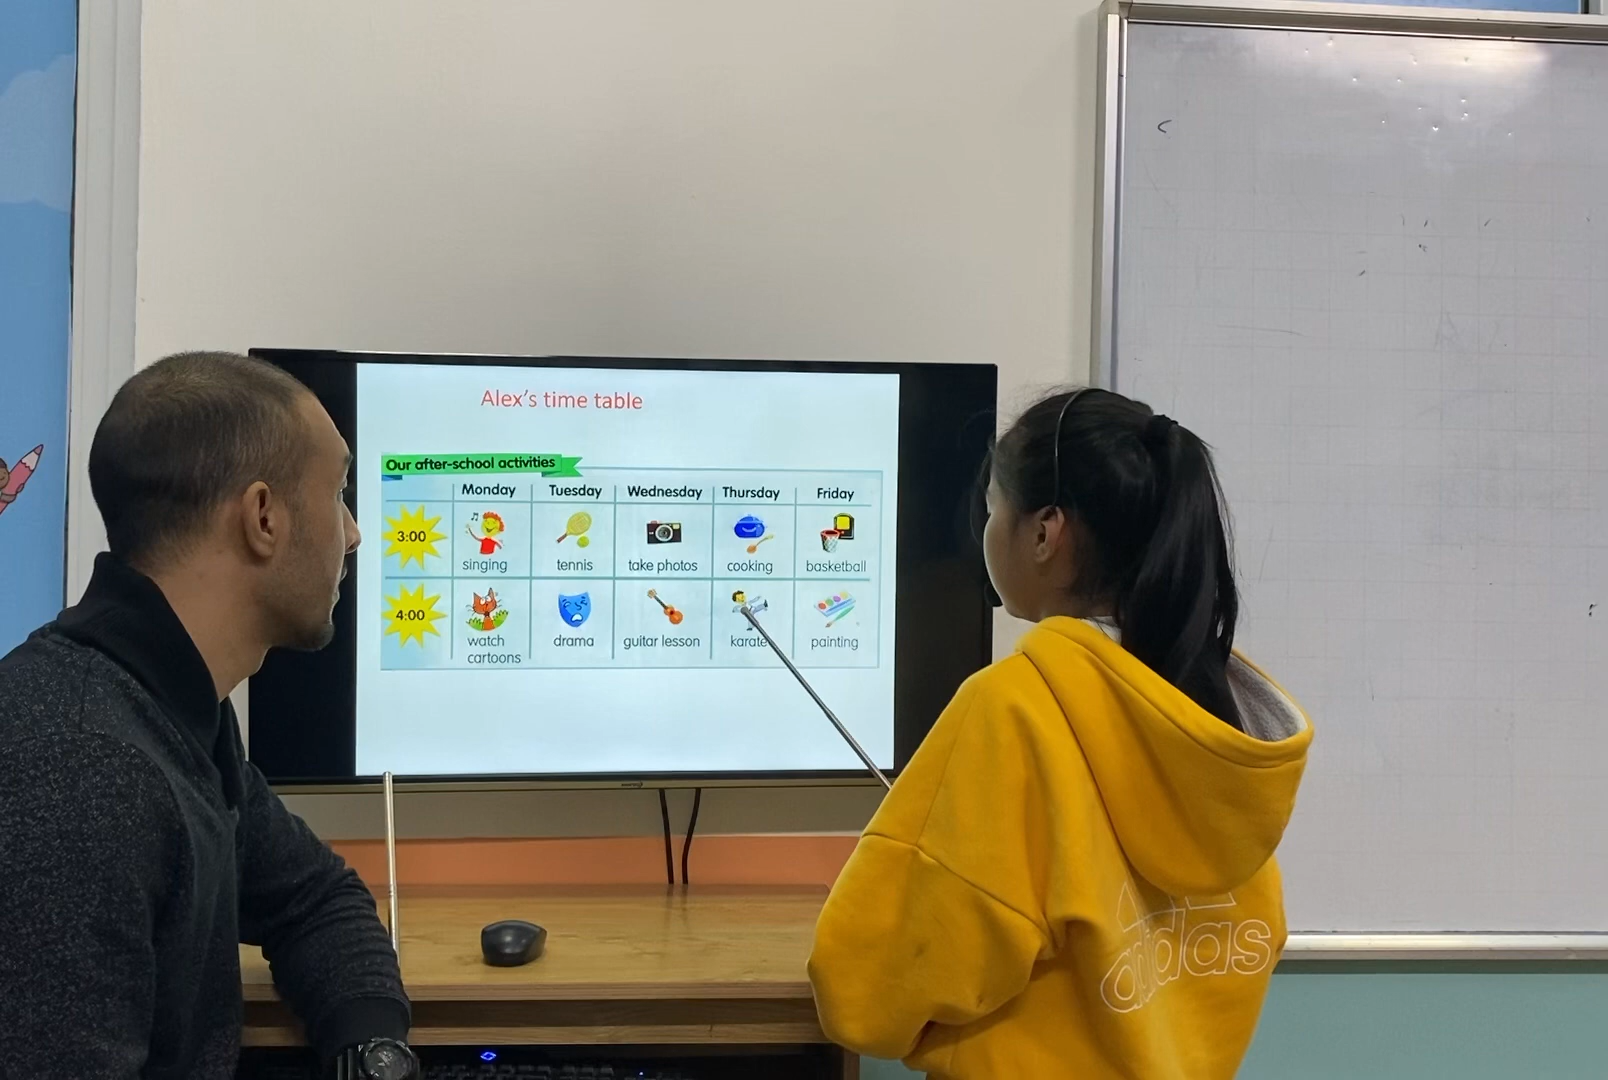 Alex's time table
Our after-school activities
Monday Tuesday Wednesday Thursday Friday
3:00
singing tennis take photos cooking basketball
4:00
watch cartoons drama guitar lesson karate painting
adidas